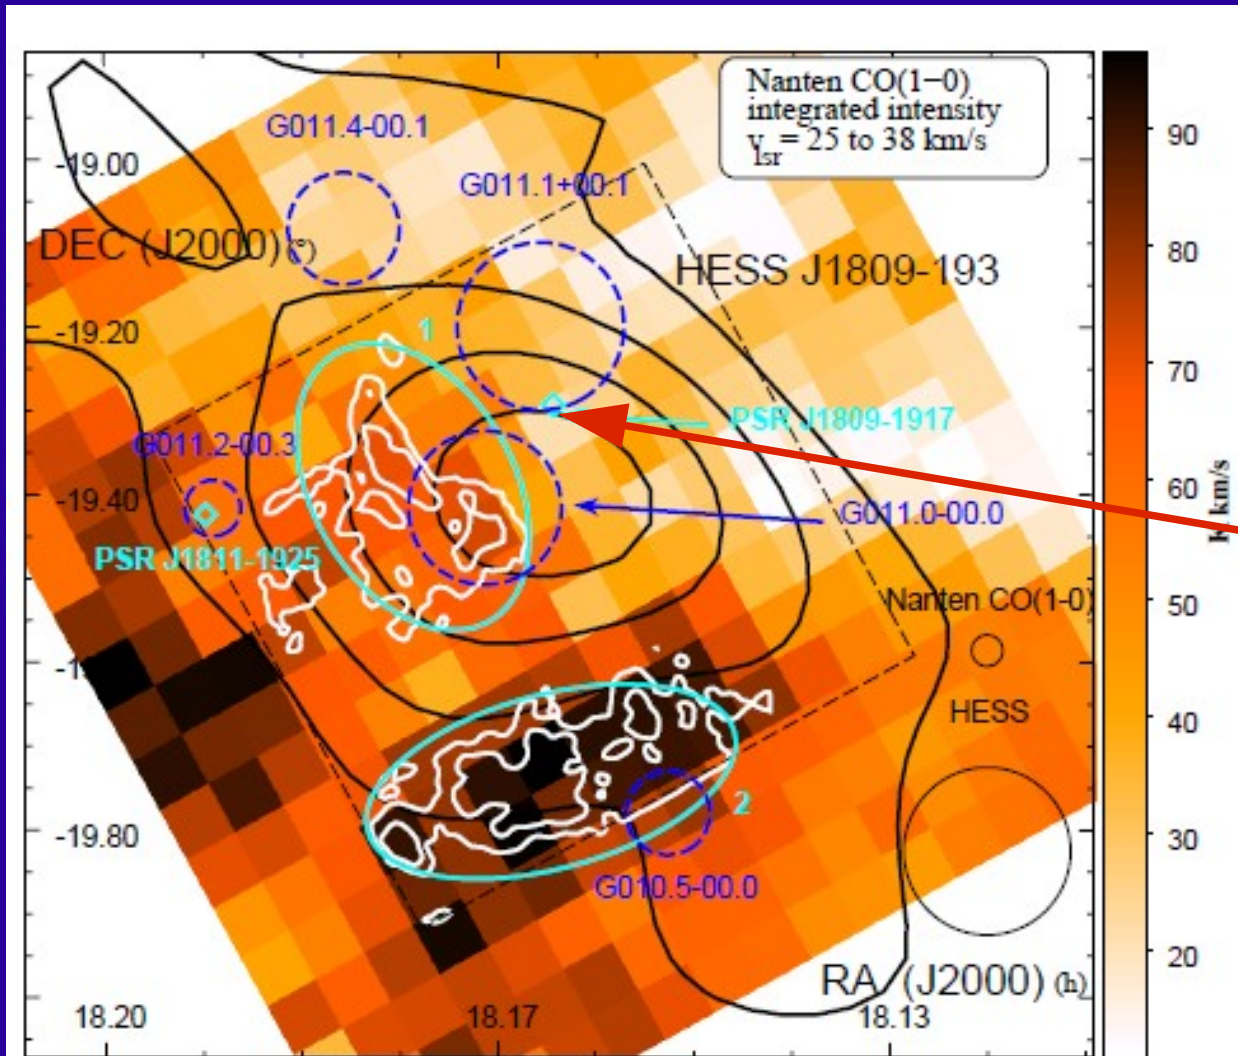 Nanten CO(1−0)
integrated intensity
v_lsr = 25 to 38 km/s
G011.4-00.1
-19.00
G011.1+00.1
DEC (J2000) (°)
HESS J1809-193
-19.20
1
PSR J1809-1917
G011.2-00.3
-19.40
G011.0-00.0
PSR J1811-1925
Nanten CO(1-0)
HESS
2
-19.80
G010.5-00.0
RA (J2000) (h)
18.20
18.17
18.13
90
80
70
60
K km/s
50
40
30
20